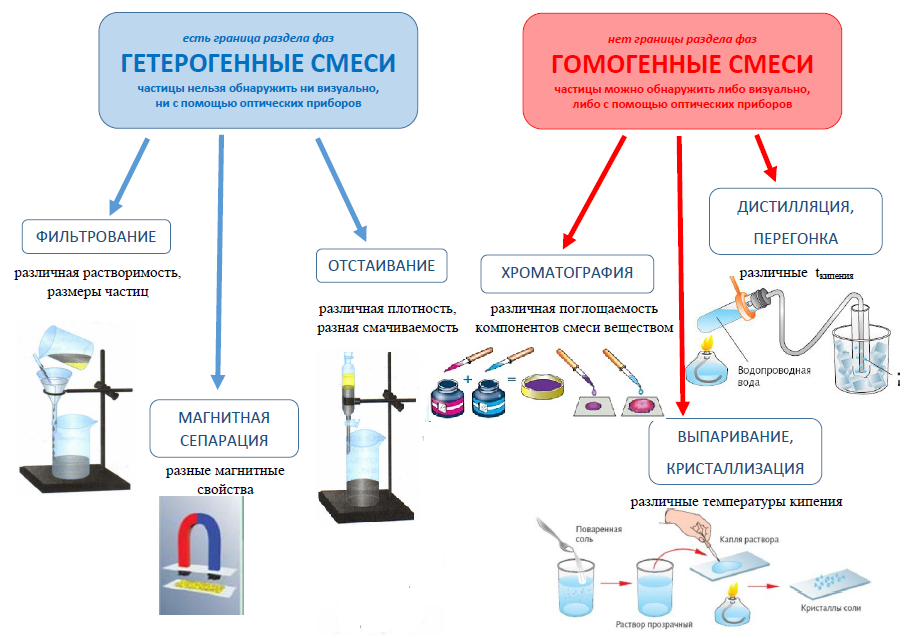 есть граница раздела фаз
ГЕТЕРОГЕННЫЕ СМЕСИ
частицы нельзя обнаружить ни визуально,
ни с помощью оптических приборов
нет границы раздела фаз
ГОМОГЕННЫЕ СМЕСИ
частицы можно обнаружить либо визуально,
либо с помощью оптических приборов
ФИЛЬТРОВАНИЕ
различная растворимость,
размеры частиц
МАГНИТНАЯ
СЕПАРАЦИЯ
разные магнитные
свойства
ОТСТАИВАНИЕ
различная плотность,
разная смачиваемость
ХРОМАТОГРАФИЯ
различная поглощаемость
компонентов смеси веществом
+
=
ДИСТИЛЛЯЦИЯ,
ПЕРЕГОНКА
различные tкипения
Водопроводная
вода
ВЫПАРИВАНИЕ,
КРИСТАЛЛИЗАЦИЯ
различные температуры кипения
Поваренная
соль
Капля раствора
Раствор прозрачный
Кристаллы соли